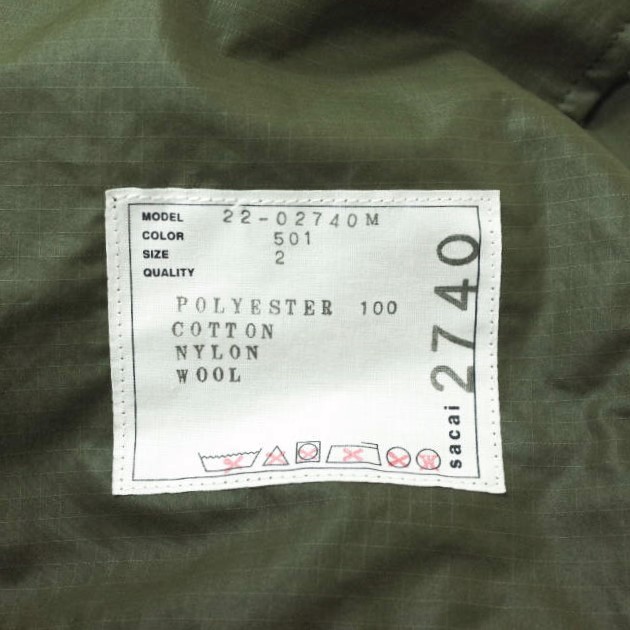 MODEL 22-02740M
COLOR 501
SIZE 2
QUALITY
POLYESTER 100
COTTON
NYLON
WOOL
sacai 2740
W